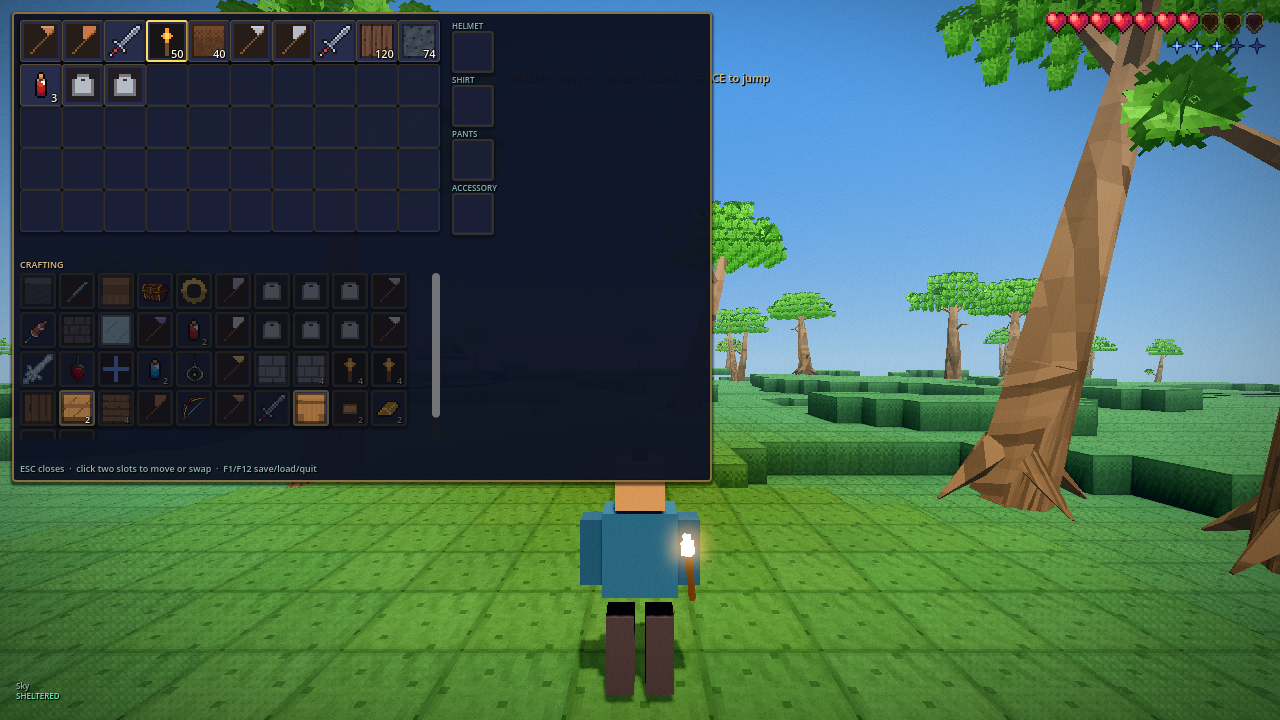 HELMET
50
40
120
74
SHIRT
CE to jump
3
PANTS
ACCESSORY
CRAFTING
2
2
4
4
4
2
4
2
2
ESC closes · click two slots to move or swap · F1/F12 save/load/quit
Sky
SHELTERED